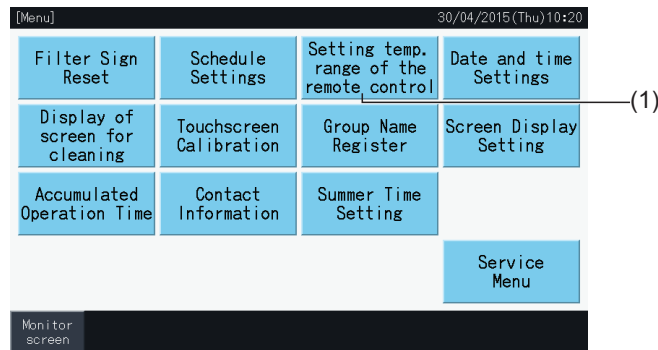 [Menu]
30/04/2015(Thu)10:20
Filter Sign
Reset
Schedule
Settings
Setting temp.
range of the
remote control
Date and time
Settings
(1)
Display of
screen for
cleaning
Touchscreen
Calibration
Group Name
Register
Screen Display
Setting
Accumulated
Operation Time
Contact
Information
Summer Time
Setting
Service
Menu
Monitor
screen